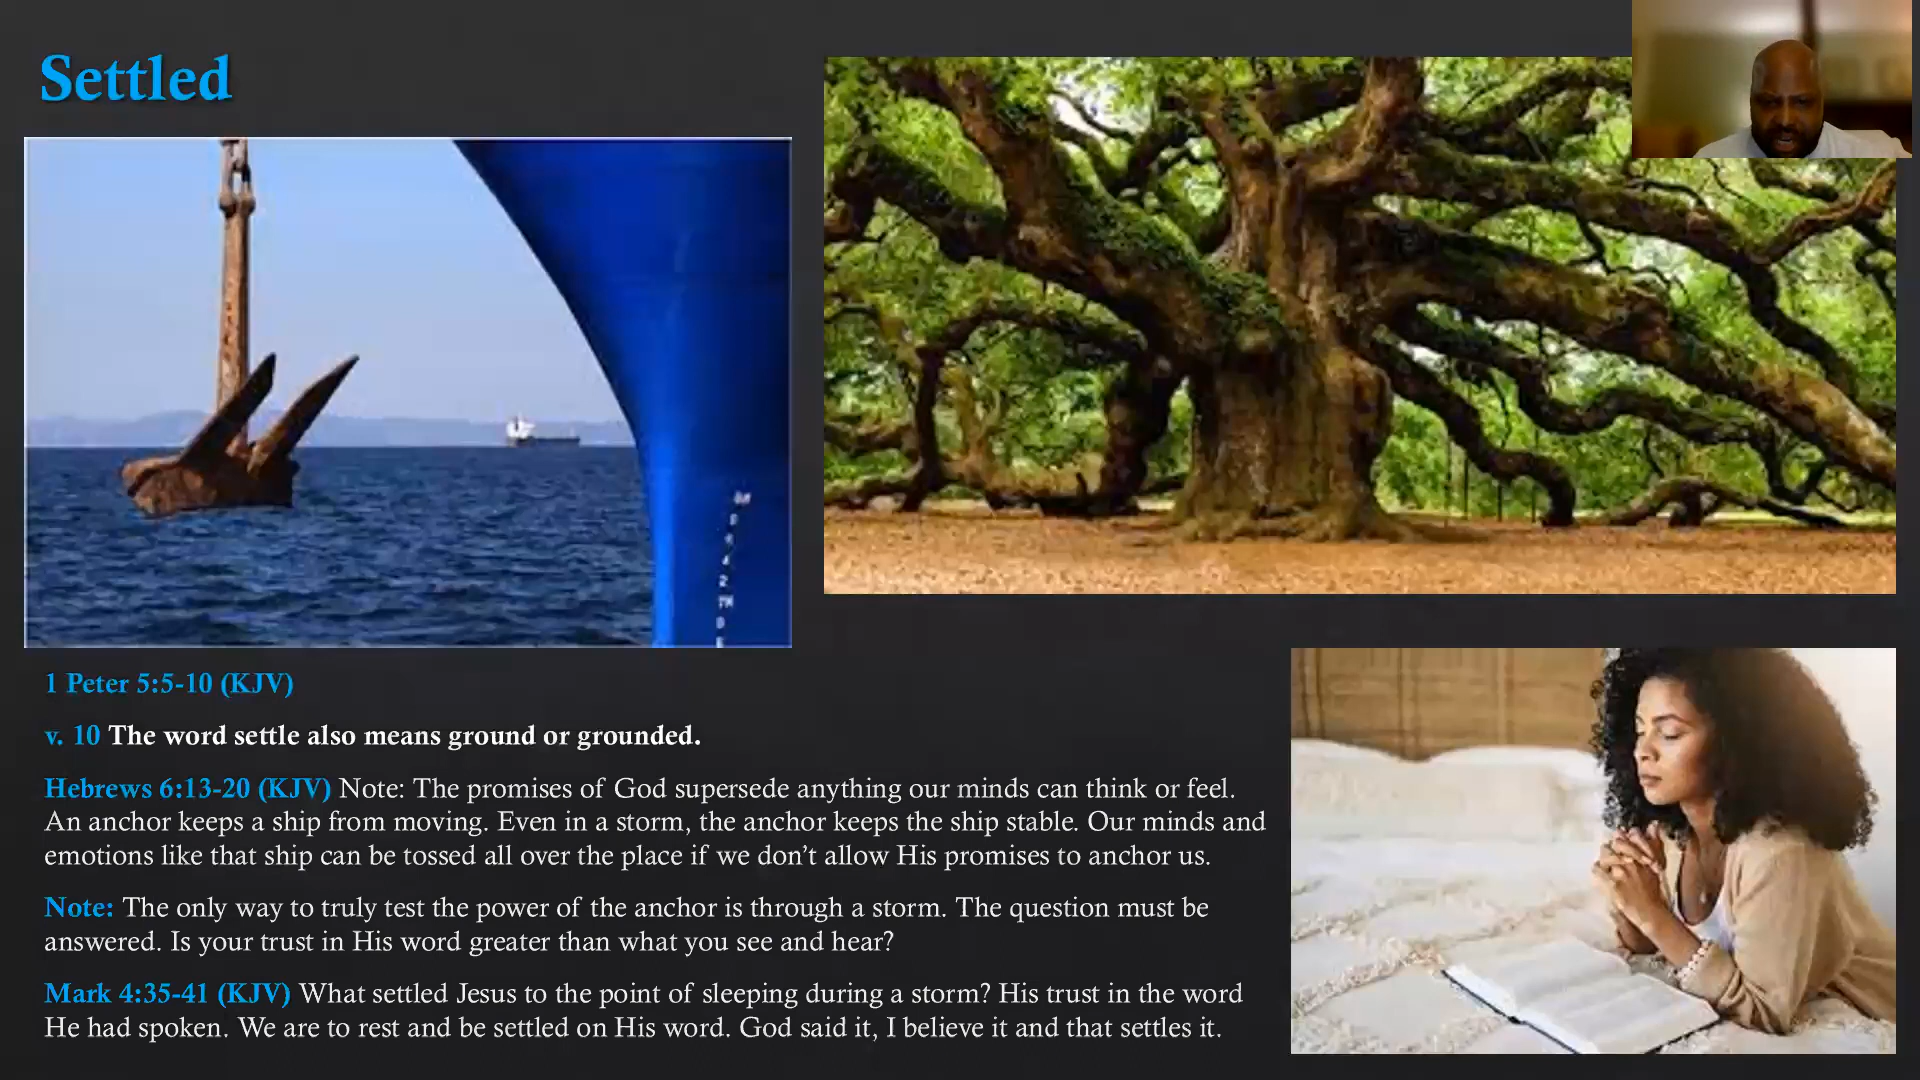 Settled
1 Peter 5:5-10 (KJV)
v. 10 The word settle also means ground or grounded.
Hebrews 6:13-20 (KJV) Note: The promises of God supersede anything our minds can think or feel.
An anchor keeps a ship from moving. Even in a storm, the anchor keeps the ship stable. Our minds and
emotions like that ship can be tossed all over the place if we don’t allow His promises to anchor us.
Note: The only way to truly test the power of the anchor is through a storm. The question must be
answered. Is your trust in His word greater than what you see and hear?
Mark 4:35-41 (KJV) What settled Jesus to the point of sleeping during a storm? His trust in the word
He had spoken. We are to rest and be settled on His word. God said it, I believe it and that settles it.